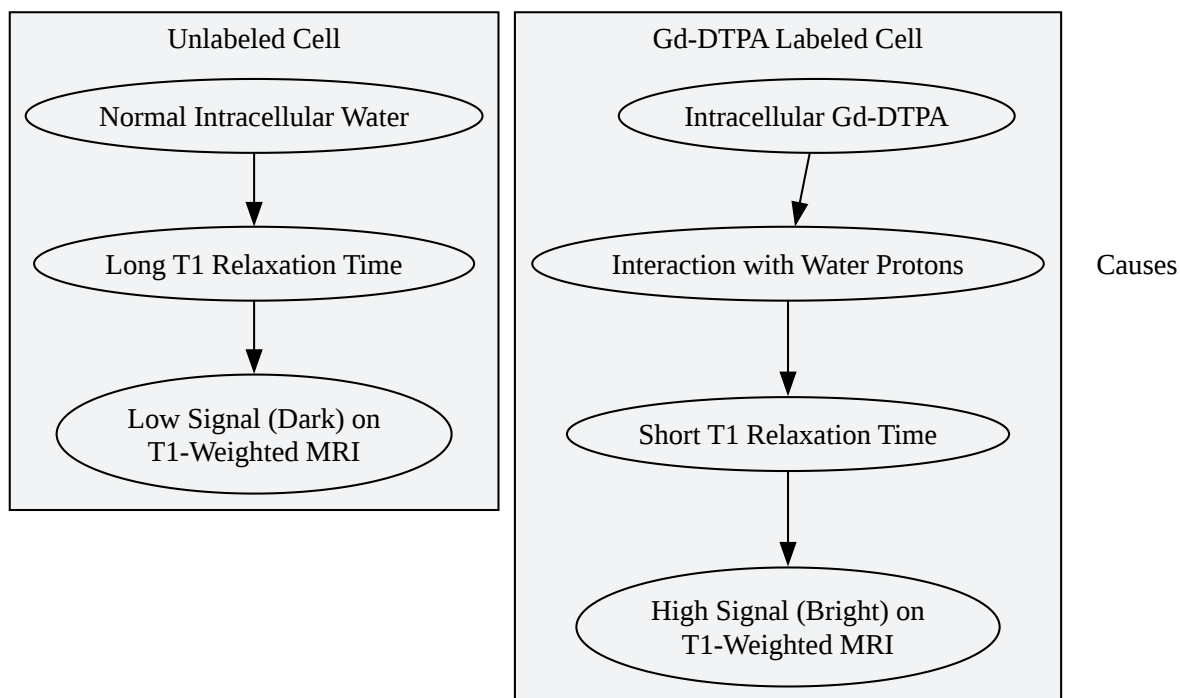 Unlabeled Cell
Normal Intracellular Water
Long T1 Relaxation Time
Low Signal (Dark) on
T1-Weighted MRI
Gd-DTPA Labeled Cell
Intracellular Gd-DTPA
Interaction with Water Protons
Short T1 Relaxation Time
High Signal (Bright) on
T1-Weighted MRI
Causes